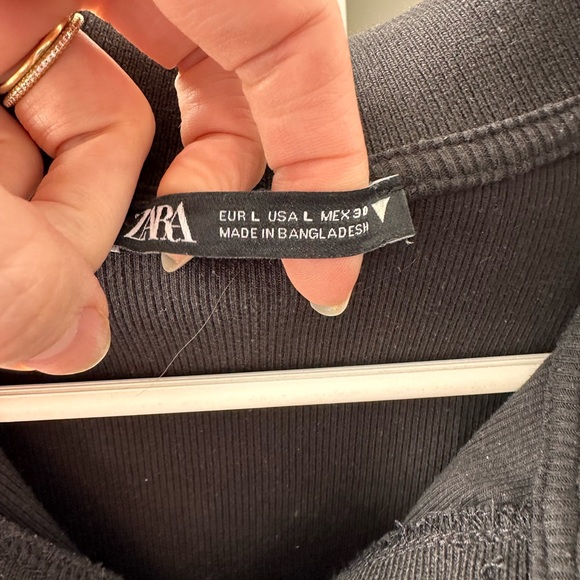 ZARA
EUR L USA L MEX 30
MADE IN BANGLADESH